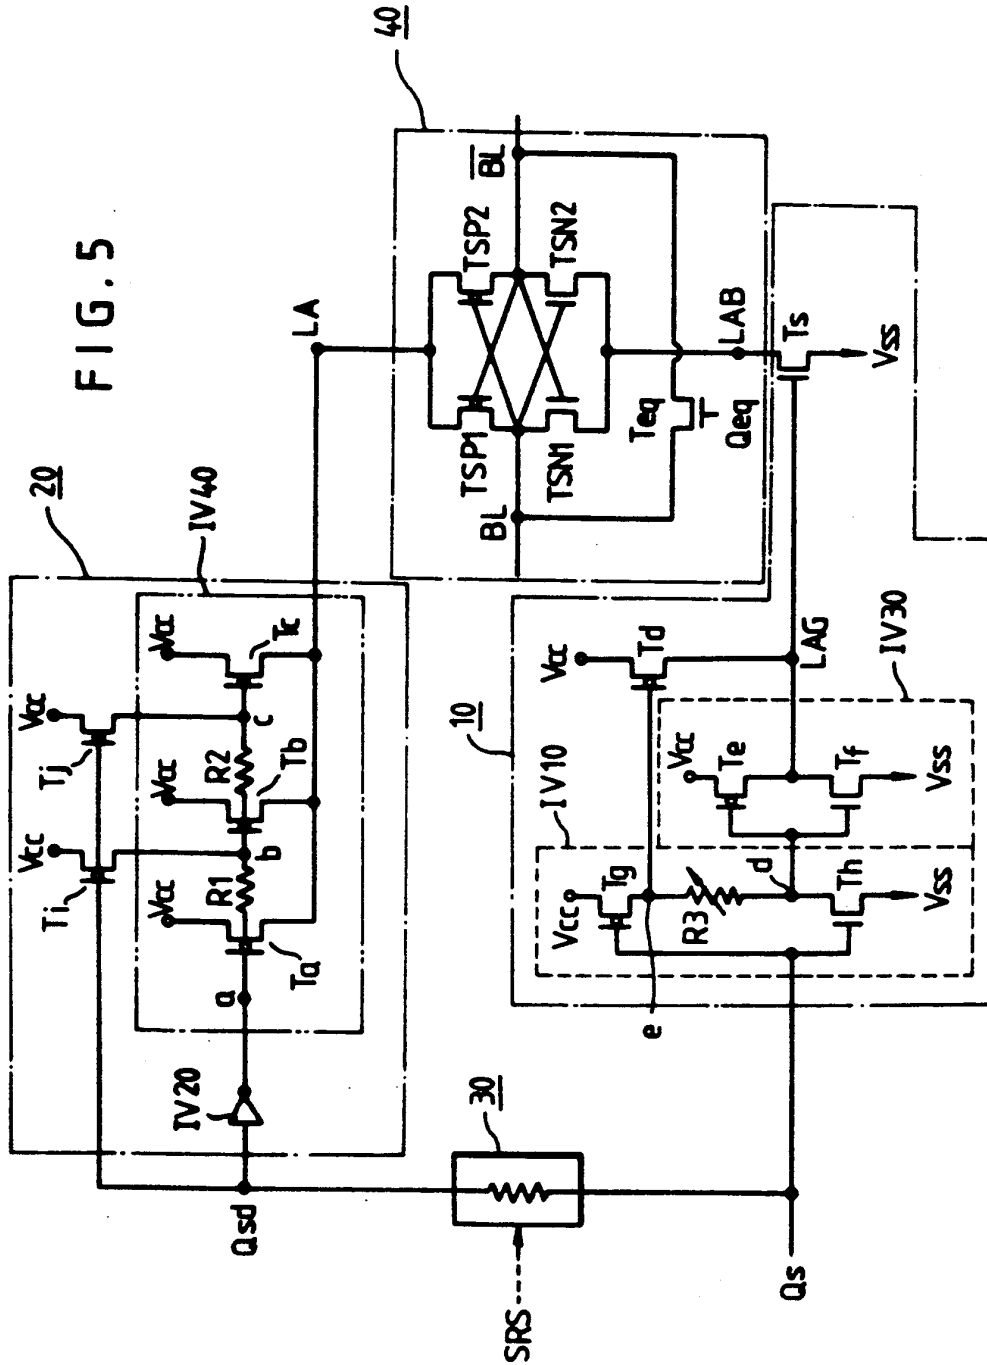 FIG. 5
20
IV40
Vcc
Vcc
Ti
Tj
Vcc
Vcc
Vcc
R1
R2
Ta
Tb
Tc
a
b
c
IV20
Qsd
LA
40
TSP1
TSP2
BL
BL
TSN1
TSN2
Teq
Qeq
LAB
Ts
Vss
30
SRS
Qs
10
IV10
Vcc
Tg
e
R3
d
Th
Vss
Vcc
Td
Vcc
Te
Tf
Vss
LAG
IV30